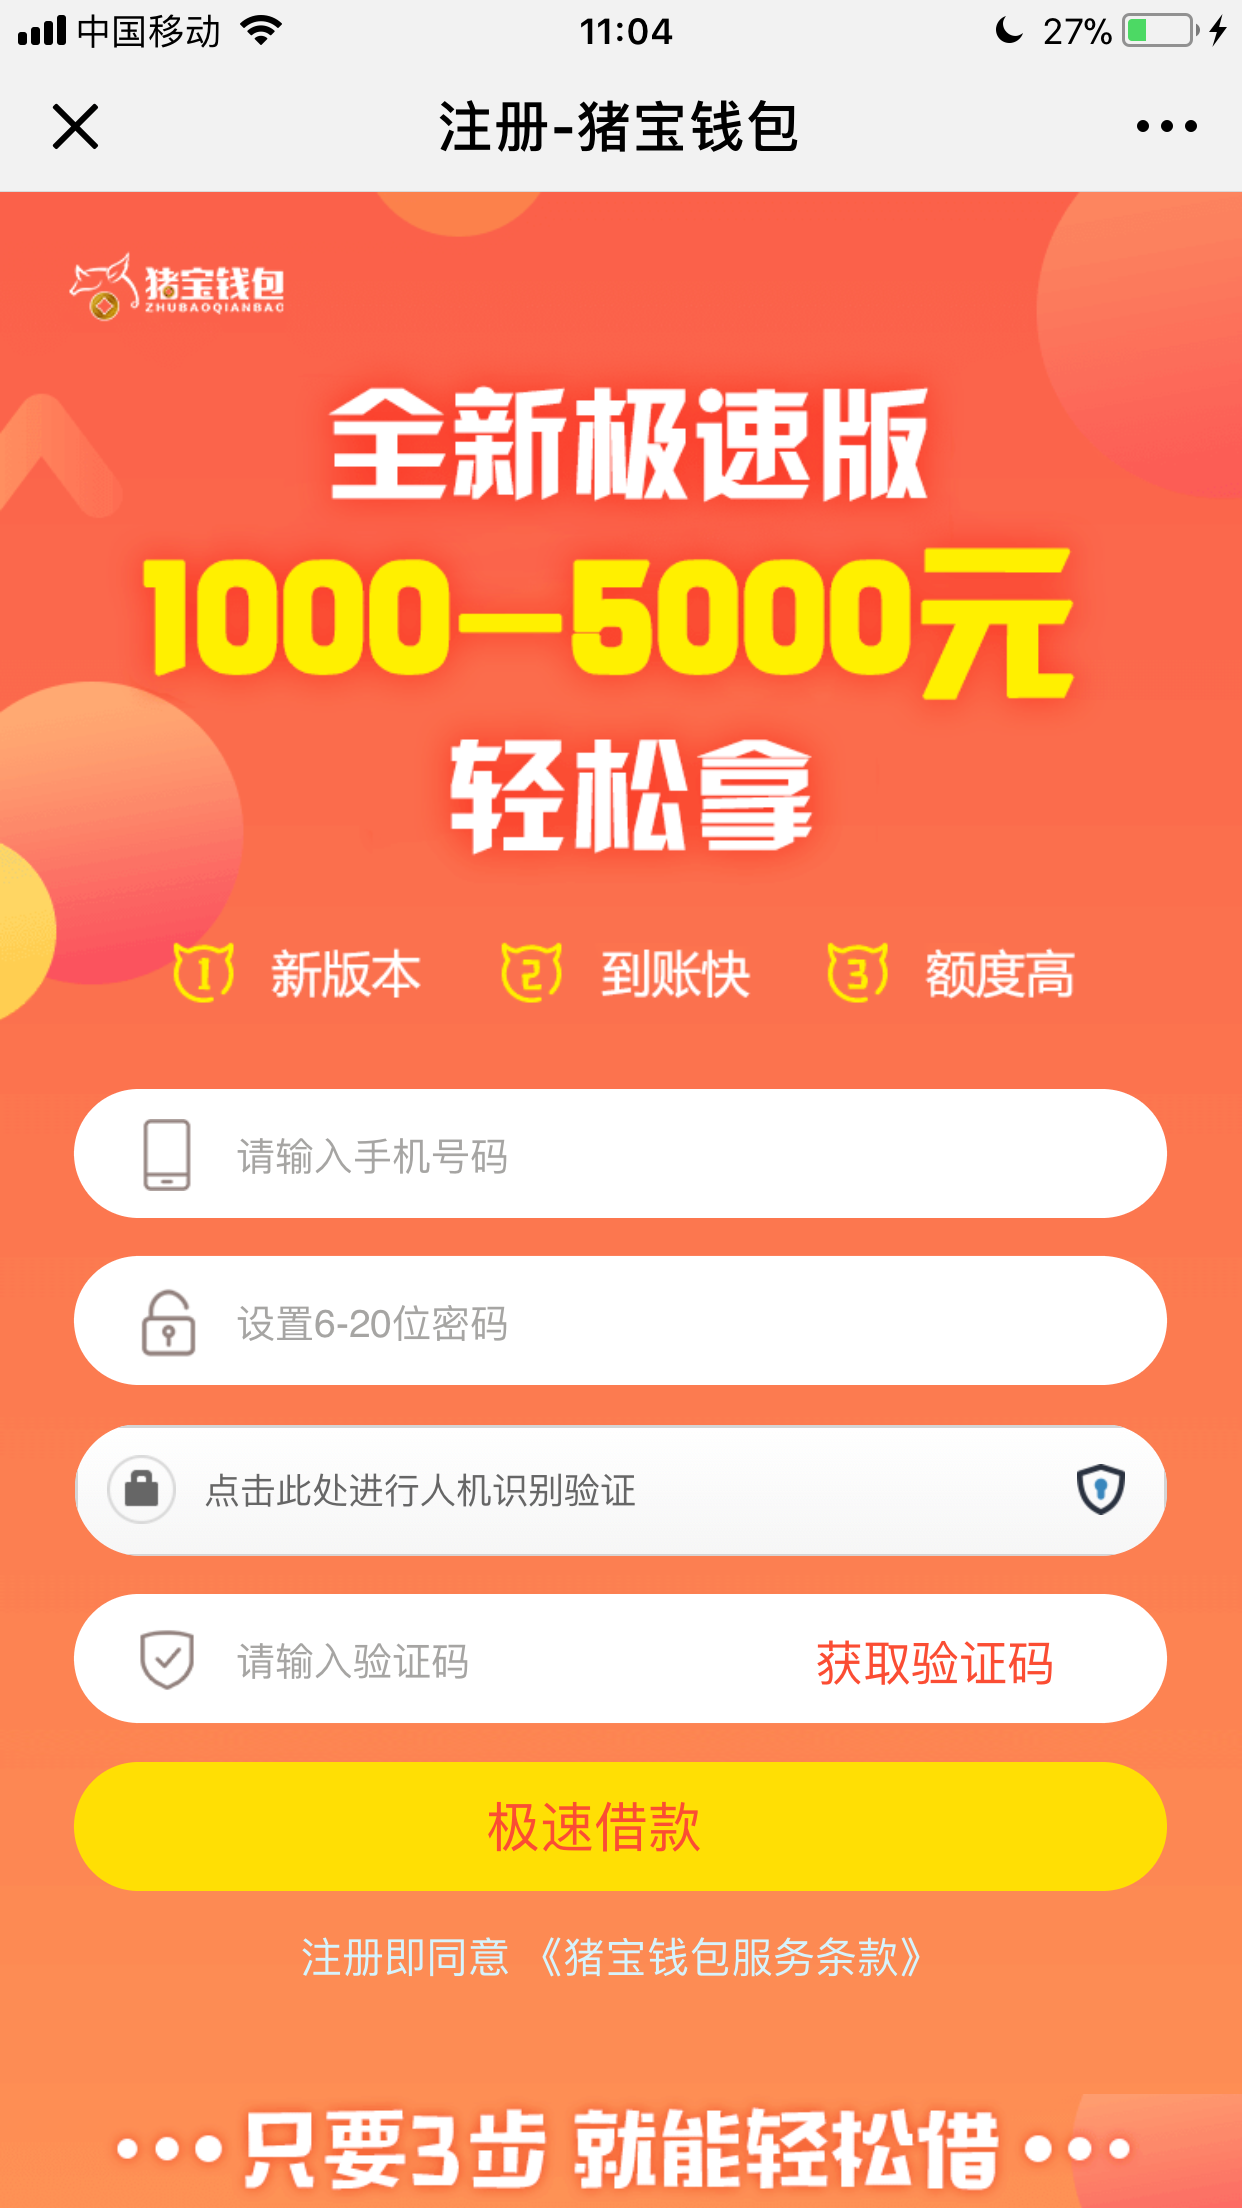 中国移动 11:04 27%
注册-猪宝钱包
猪宝钱包
ZHUBAOQIANBAO
全新极速版
1000—5000元
轻松拿
1 新版本 2 到账快 3 额度高
请输入手机号码
设置6-20位密码
点击此处进行人机识别验证
请输入验证码 获取验证码
极速借款
注册即同意《猪宝钱包服务条款》
•••只要3步 就能轻松借•••